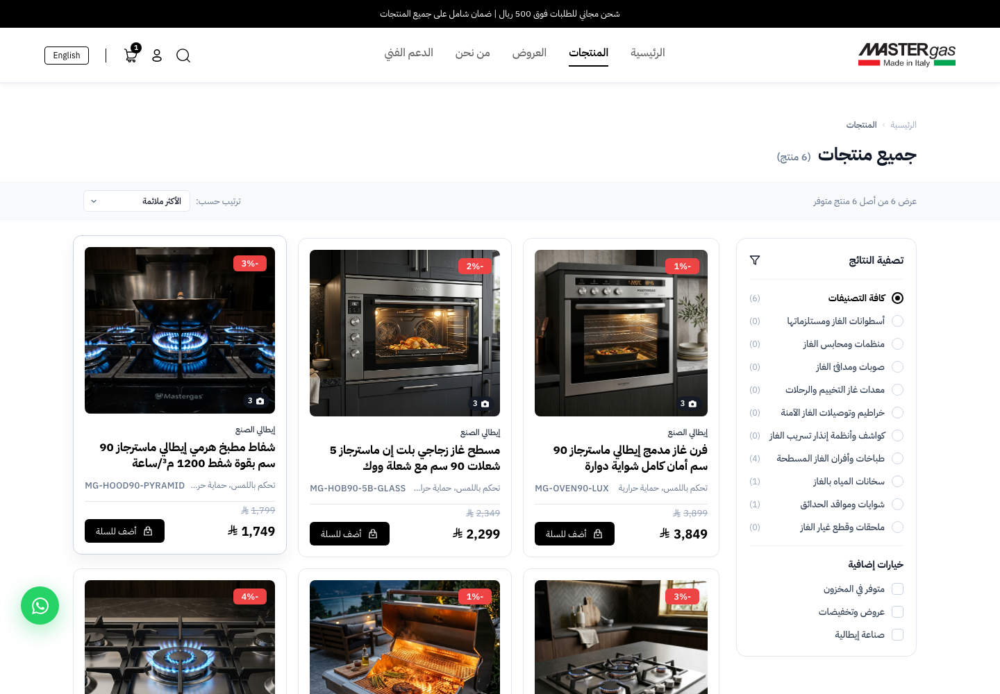 شحن مجاني للطلبات فوق 500 ريال | ضمان شامل على جميع المنتجات
MASTERgas
Made in Italy
الرئيسية
المنتجات
العروض
من نحن
الدعم الفني
1
English
الرئيسية
المنتجات
جميع منتجات (6 منتج)
عرض 6 من أصل 6 منتج متوفر
ترتيب حسب:
الأكثر ملائمة
تصفية النتائج
كافة التصنيفات (6)
أسطوانات الغاز ومستلزماتها (0)
منظمات ومحابس الغاز (0)
صوبات ومدافئ الغاز (0)
معدات غاز التخييم والرحلات (0)
خراطيم وتوصيلات الغاز الآمنة (0)
كواشف وأنظمة إنذار تسريب الغاز (0)
طباخات وأفران الغاز المسطحة (4)
سخانات المياه بالغاز (1)
شوايات ومواقد الحدائق (1)
ملحقات وقطع غيار الغاز (0)
خيارات إضافية
متوفر في المخزون
عروض وتخفيضات
صناعة إيطالية
-1%
3
إيطالي الصنع
فرن غاز مدمج إيطالي ماسترجاز 90
سم أمان كامل شواية دوارة
تحكم باللمس، حماية حرارية
MG-OVEN90-LUX
3,899
3,849
أضف للسلة
-2%
3
إيطالي الصنع
مسطح غاز زجاجي بلت إن ماسترجاز 5
شعلات 90 سم مع شعلة ووك
تحكم باللمس، حماية حرا...
MG-HOB90-5B-GLASS
2,349
2,299
أضف للسلة
-3%
Mastergas
3
إيطالي الصنع
شفاط مطبخ هرمي إيطالي ماسترجاز 90
سم بقوة شفط 1200 م³/ساعة
تحكم باللمس، حماية حر...
MG-HOOD90-PYRAMID
1,799
1,749
أضف للسلة
-3%
-1%
-4%